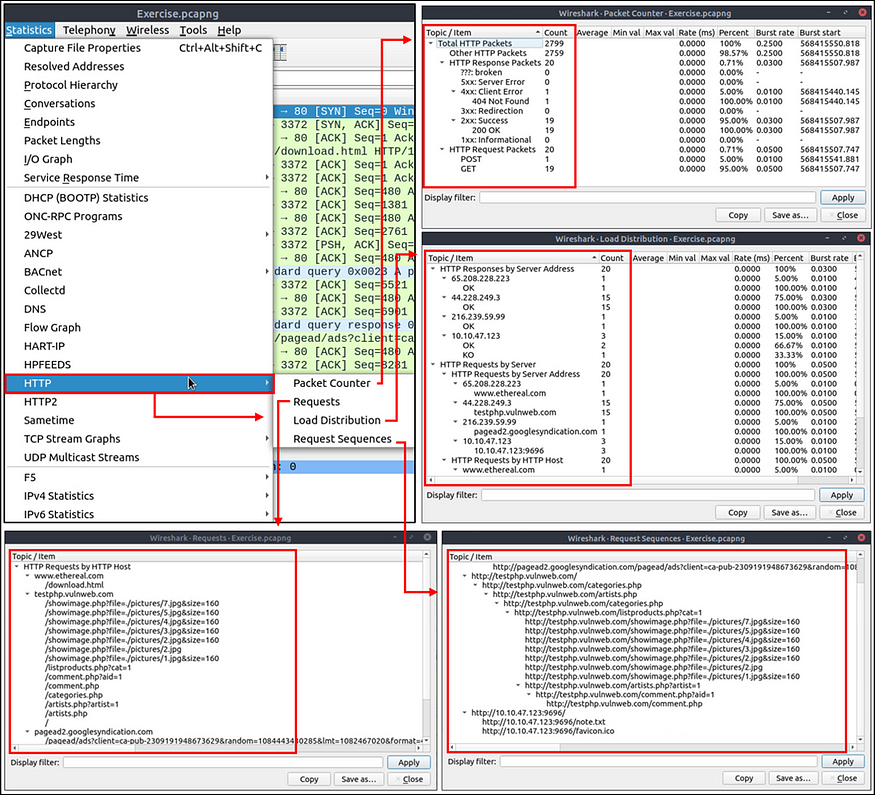 Exercise.pcapng
Statistics Telephony Wireless Tools Help
Capture File Properties Ctrl+Alt+Shift+C
Resolved Addresses
Protocol Hierarchy
Conversations
Endpoints
Packet Lengths
I/O Graph
Service Response Time
DHCP (BOOTP) Statistics
ONC-RPC Programs
29West
ANCP
BACnet
Collectd
DNS
Flow Graph
HART-IP
HPFEEDS
HTTP
HTTP2
Sametime
TCP Stream Graphs
UDP Multicast Streams
F5
IPv4 Statistics
IPv6 Statistics
→ 80 [SYN] Seq=0 Win
3372 [SYN, ACK] Seq=
→ 80 [ACK] Seq=1 Ack
/download.html HTTP/1
3372 [ACK] Seq=1 Ack
3372 [ACK] Seq=1 Ack
→ 80 [ACK] Seq=480 A
3372 [ACK] Seq=1381
→ 80 [ACK] Seq=480 A
3372 [ACK] Seq=2761
3372 [PSH, ACK] Seq=
→ 80 [ACK] Seq=480 A
dard query 0x0023 A p
3372 [ACK] Seq=5521
→ 80 [ACK] Seq=480 A
3372 [ACK] Seq=6901
dard query response 0
/pagead/ads?client=ca
→ 80 [ACK] Seq=480 A
3372 [ACK] Seq=8281
Packet Counter
Requests
Load Distribution
Request Sequences
: 0
Wireshark · Packet Counter · Exercise.pcapng
Topic / Item Count Average Min val Max val Rate (ms) Percent Burst rate Burst start
Total HTTP Packets 2799 0.0000 100% 0.2500 568415550.818
Other HTTP Packets 2759 0.0000 98.57% 0.2500 568415550.818
HTTP Response Packets 20 0.0000 0.71% 0.0300 568415507.987
???: broken 0 0.0000 0.00% - -
5xx: Server Error 0 0.0000 0.00% - -
4xx: Client Error 1 0.0000 5.00% 0.0100 568415440.145
404 Not Found 1 0.0000 100.00% 0.0100 568415440.145
3xx: Redirection 0 0.0000 0.00% - -
2xx: Success 19 0.0000 95.00% 0.0300 568415507.987
200 OK 19 0.0000 100.00% 0.0300 568415507.987
1xx: Informational 0 0.0000 0.00% - -
HTTP Request Packets 20 0.0000 0.71% 0.0500 568415507.747
POST 1 0.0000 5.00% 0.0100 568415541.881
GET 19 0.0000 95.00% 0.0500 568415507.747
Display filter: Apply
Copy Save as... Close
Wireshark · Load Distribution · Exercise.pcapng
Topic / Item Count Average Min val Max val Rate (ms) Percent Burst rate
HTTP Responses by Server Address 20 0.0000 100% 0.0300
65.208.228.223 1 0.0000 5.00% 0.0100
OK 1 0.0000 100.00% 0.0100
44.228.249.3 15 0.0000 75.00% 0.0300
OK 15 0.0000 100.00% 0.0300
216.239.59.99 1 0.0000 5.00% 0.0100
OK 1 0.0000 100.00% 0.0100
10.10.47.123 3 0.0000 15.00% 0.0100
OK 2 0.0000 66.67% 0.0100
KO 1 0.0000 33.33% 0.0100
HTTP Requests by Server 20 0.0000 100% 0.0500
HTTP Requests by Server Address 20 0.0000 100.00% 0.0500
65.208.228.223 1 0.0000 5.00% 0.0100
www.ethereal.com 1 0.0000 100.00% 0.0100
44.228.249.3 15 0.0000 75.00% 0.0500
testphp.vulnweb.com 15 0.0000 100.00% 0.0500
216.239.59.99 1 0.0000 5.00% 0.0100
pagead2.googlesyndication.com 1 0.0000 100.00% 0.0100
10.10.47.123 3 0.0000 15.00% 0.0100
10.10.47.123:9696 3 0.0000 100.00% 0.0100
HTTP Requests by HTTP Host 20 0.0000 100.00% 0.0500
www.ethereal.com 1 0.0000 5.00% 0.0100
Display filter: Apply
Copy Save as... Close
Wireshark · Requests · Exercise.pcapng
Topic / Item
HTTP Requests by HTTP Host
www.ethereal.com
/download.html
testphp.vulnweb.com
/showimage.php?file=./pictures/7.jpg&size=160
/showimage.php?file=./pictures/5.jpg&size=160
/showimage.php?file=./pictures/4.jpg&size=160
/showimage.php?file=./pictures/3.jpg&size=160
/showimage.php?file=./pictures/2.jpg&size=160
/showimage.php?file=./pictures/2.jpg
/showimage.php?file=./pictures/1.jpg&size=160
/listproducts.php?cat=1
/comment.php?aid=1
/comment.php
/categories.php
/artists.php?artist=1
/artists.php
/
pagead2.googlesyndication.com
/pagead/ads?client=ca-pub-2309191948673629&random=1084443430285&lmt=1082467020&format=
Display filter: Apply
Copy Save as... Close
Wireshark · Request Sequences · Exercise.pcapng
Topic / Item
http://pagead2.googlesyndication.com/pagead/ads?client=ca-pub-2309191948673629&random=108
http://testphp.vulnweb.com/
http://testphp.vulnweb.com/categories.php
http://testphp.vulnweb.com/artists.php
http://testphp.vulnweb.com/categories.php
http://testphp.vulnweb.com/listproducts.php?cat=1
http://testphp.vulnweb.com/showimage.php?file=./pictures/7.jpg&size=160
http://testphp.vulnweb.com/showimage.php?file=./pictures/5.jpg&size=160
http://testphp.vulnweb.com/showimage.php?file=./pictures/4.jpg&size=160
http://testphp.vulnweb.com/showimage.php?file=./pictures/3.jpg&size=160
http://testphp.vulnweb.com/showimage.php?file=./pictures/2.jpg&size=160
http://testphp.vulnweb.com/showimage.php?file=./pictures/2.jpg
http://testphp.vulnweb.com/showimage.php?file=./pictures/1.jpg&size=160
http://testphp.vulnweb.com/artists.php?artist=1
http://testphp.vulnweb.com/comment.php?aid=1
http://testphp.vulnweb.com/comment.php
http://10.10.47.123:9696/
http://10.10.47.123:9696/note.txt
http://10.10.47.123:9696/favicon.ico
Display filter: Apply
Copy Save as... Close